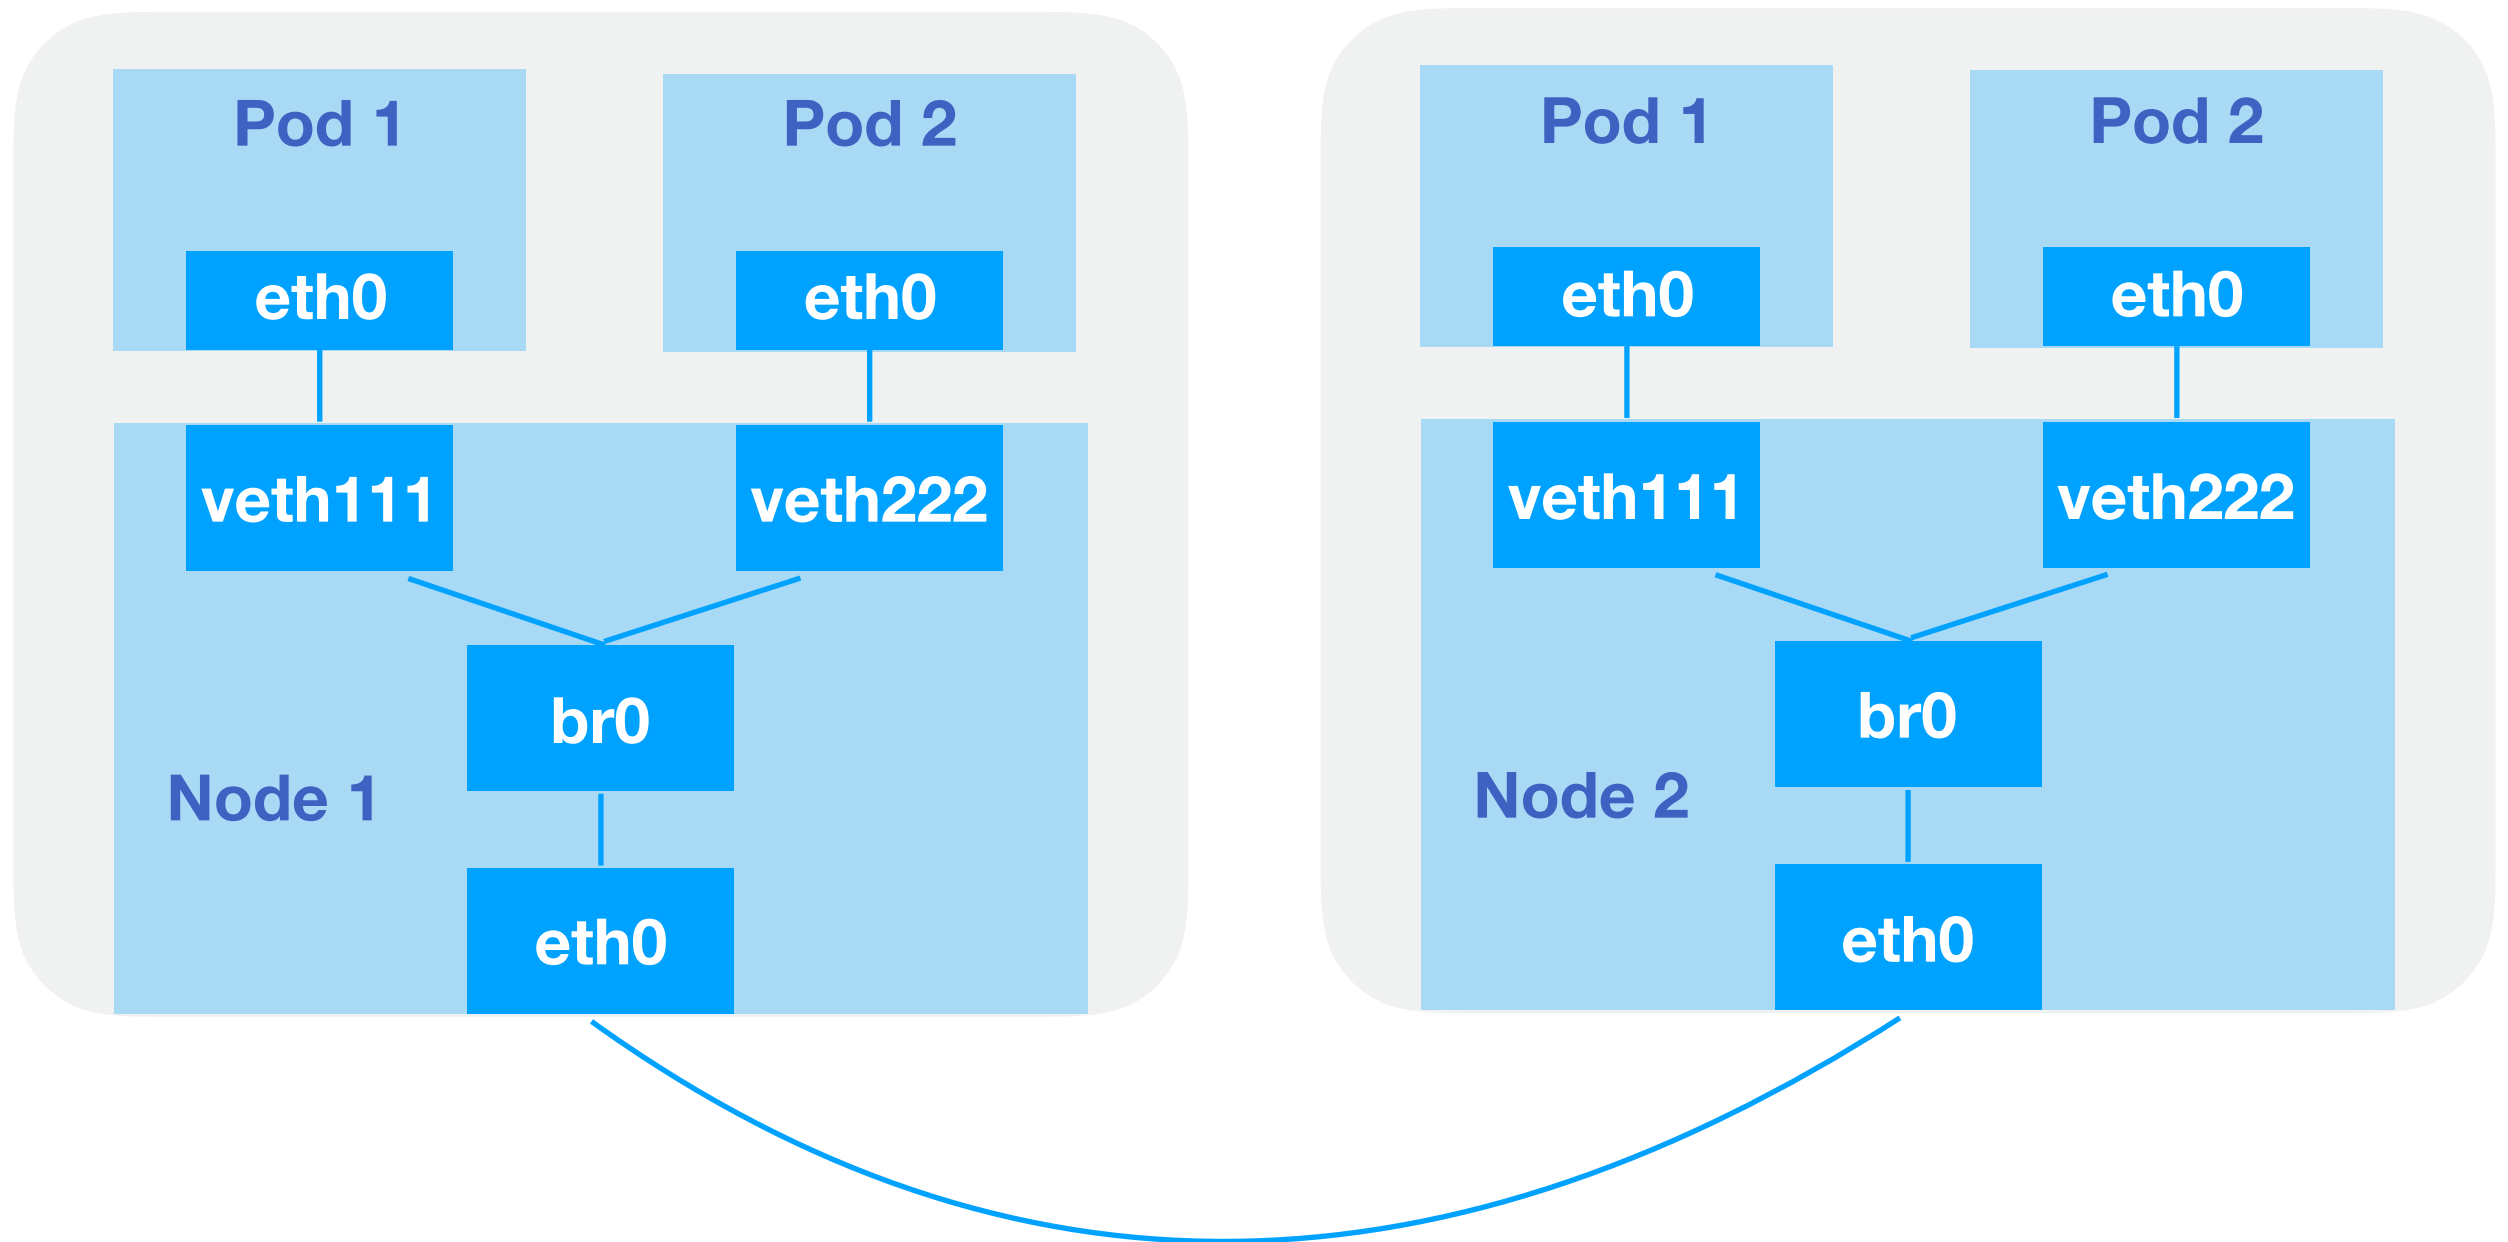 Pod 1
Pod 2
eth0
eth0
veth111
veth222
br0
Node 1
eth0
Pod 1
Pod 2
eth0
eth0
veth111
veth222
br0
Node 2
eth0